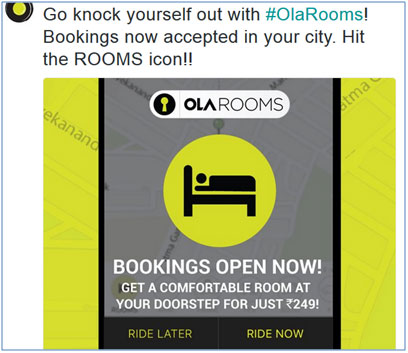 Go knock yourself out with #OlaRooms!
Bookings now accepted in your city. Hit
the ROOMS icon!!
OLA ROOMS
BOOKINGS OPEN NOW!
GET A COMFORTABLE ROOM AT
YOUR DOORSTEP FOR JUST ₹249!
RIDE LATER
RIDE NOW